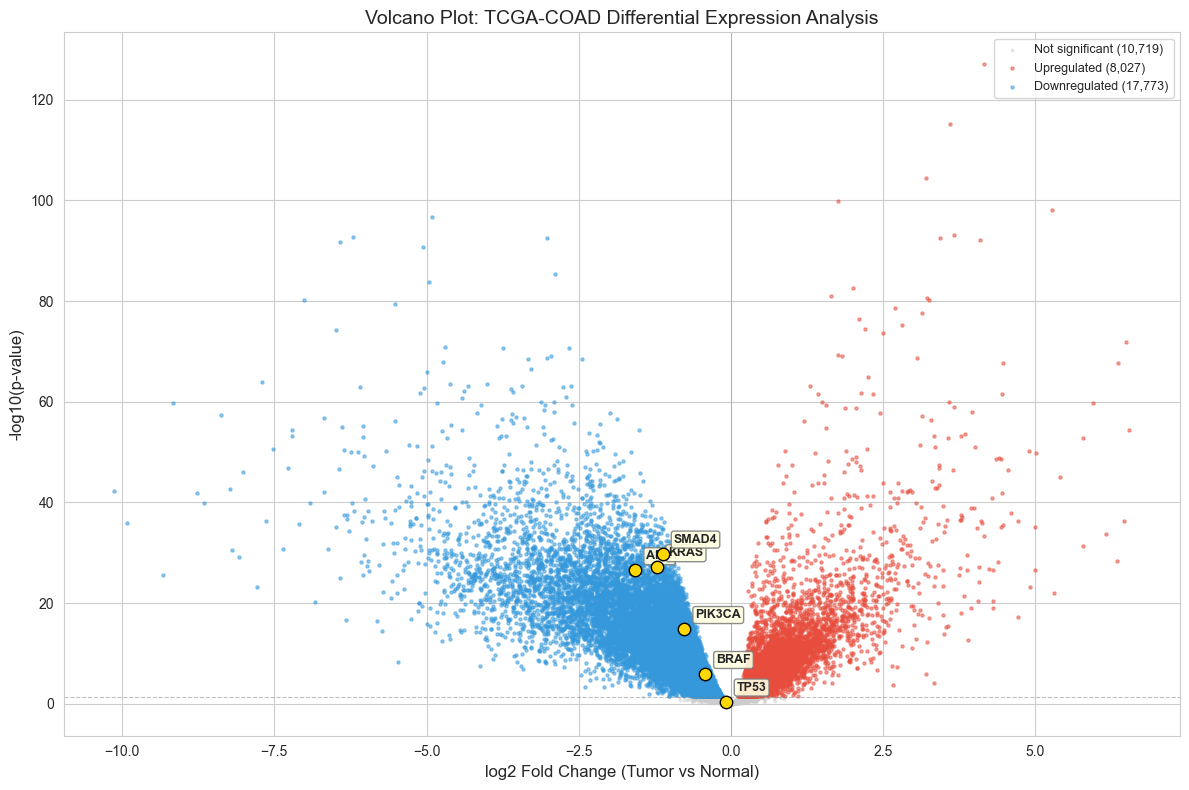 Volcano Plot: TCGA-COAD Differential Expression Analysis
Not significant (10,719)
Upregulated (8,027)
Downregulated (17,773)
-log10(p-value)
120
100
80
60
40
20
0
SMAD4
KRAS
PIK3CA
BRAF
TP53
−10.0 −7.5 −5.0 −2.5 0.0 2.5 5.0
log2 Fold Change (Tumor vs Normal)